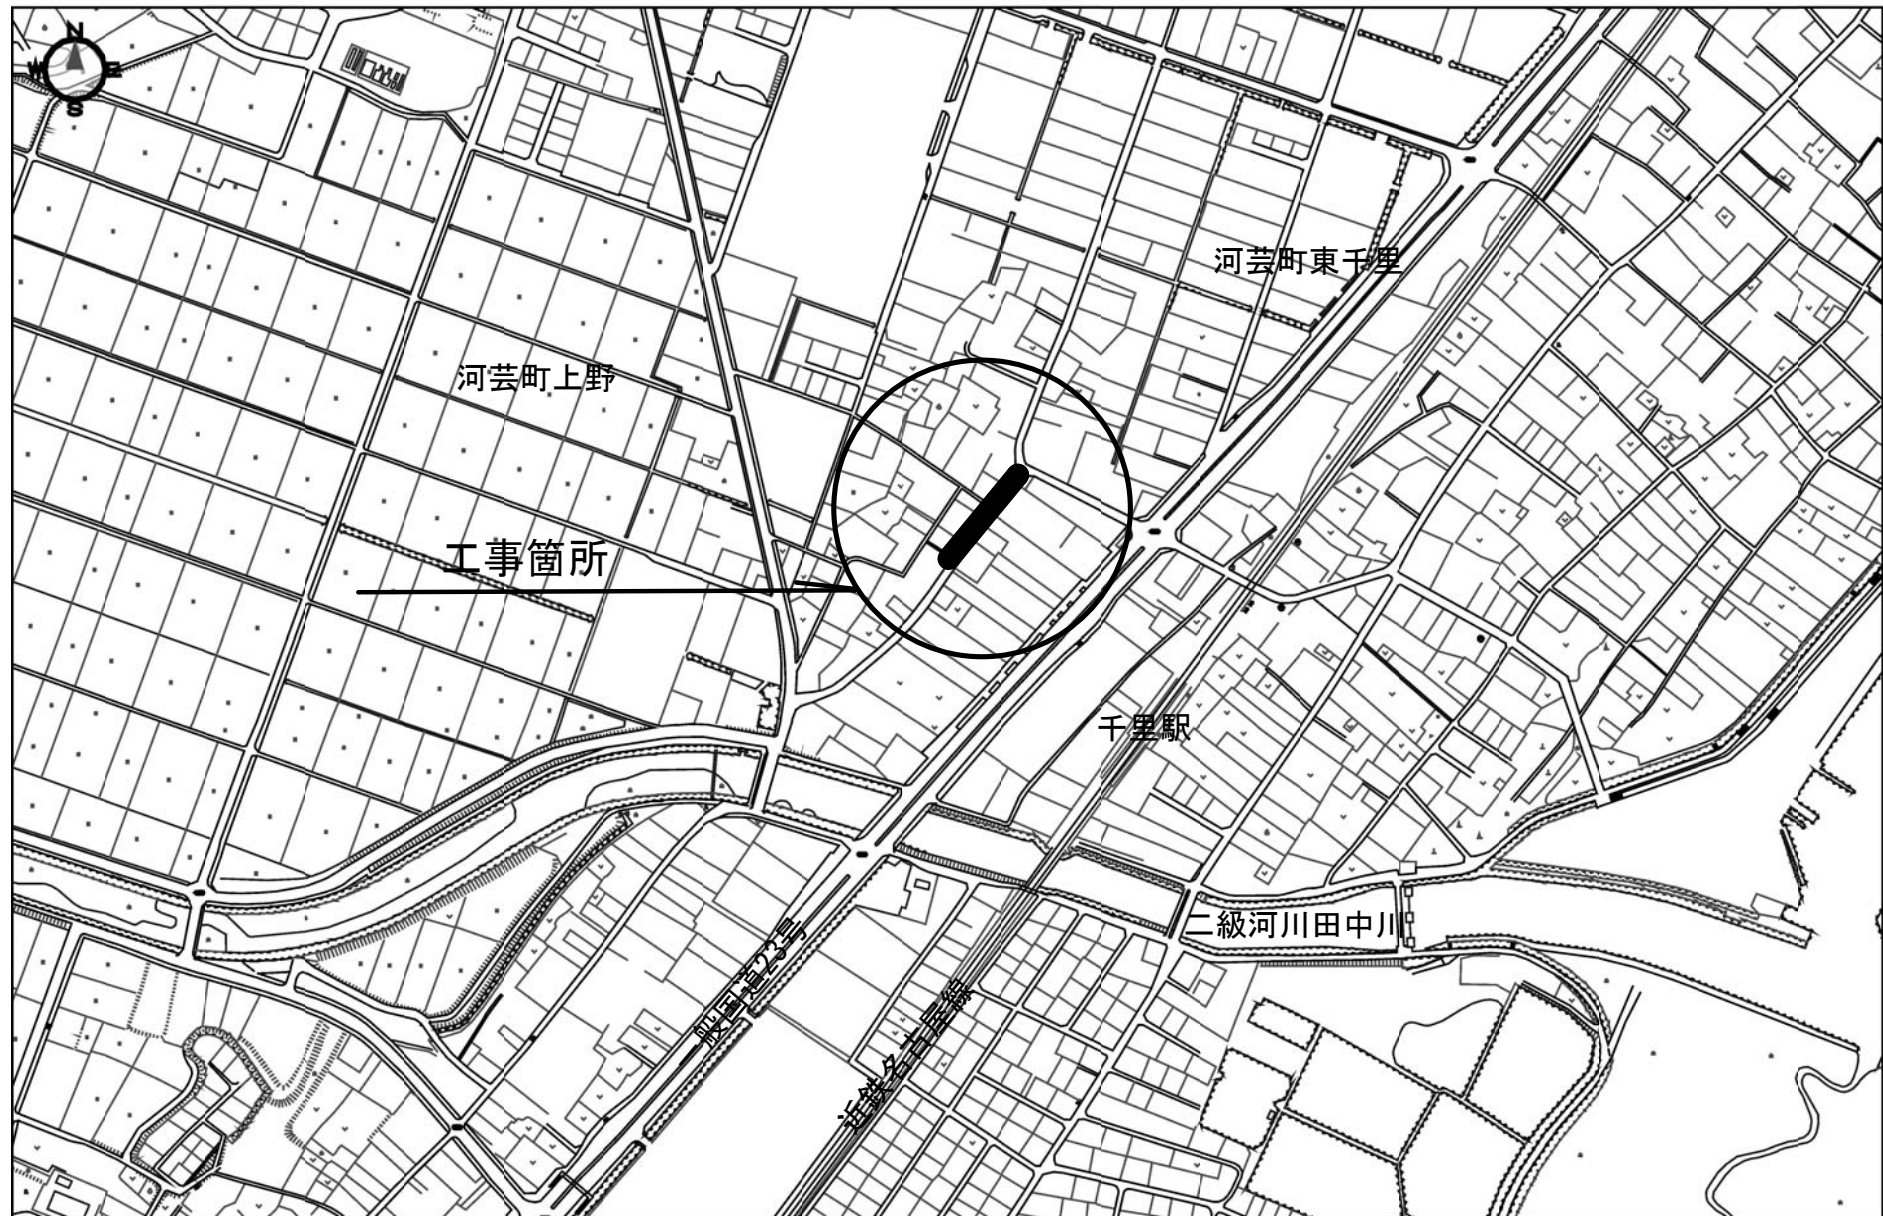 N
W E
S
河芸町東千里
河芸町上野
工事箇所
千里駅
二級河川田中川
一般国道23号
近鉄名古屋線